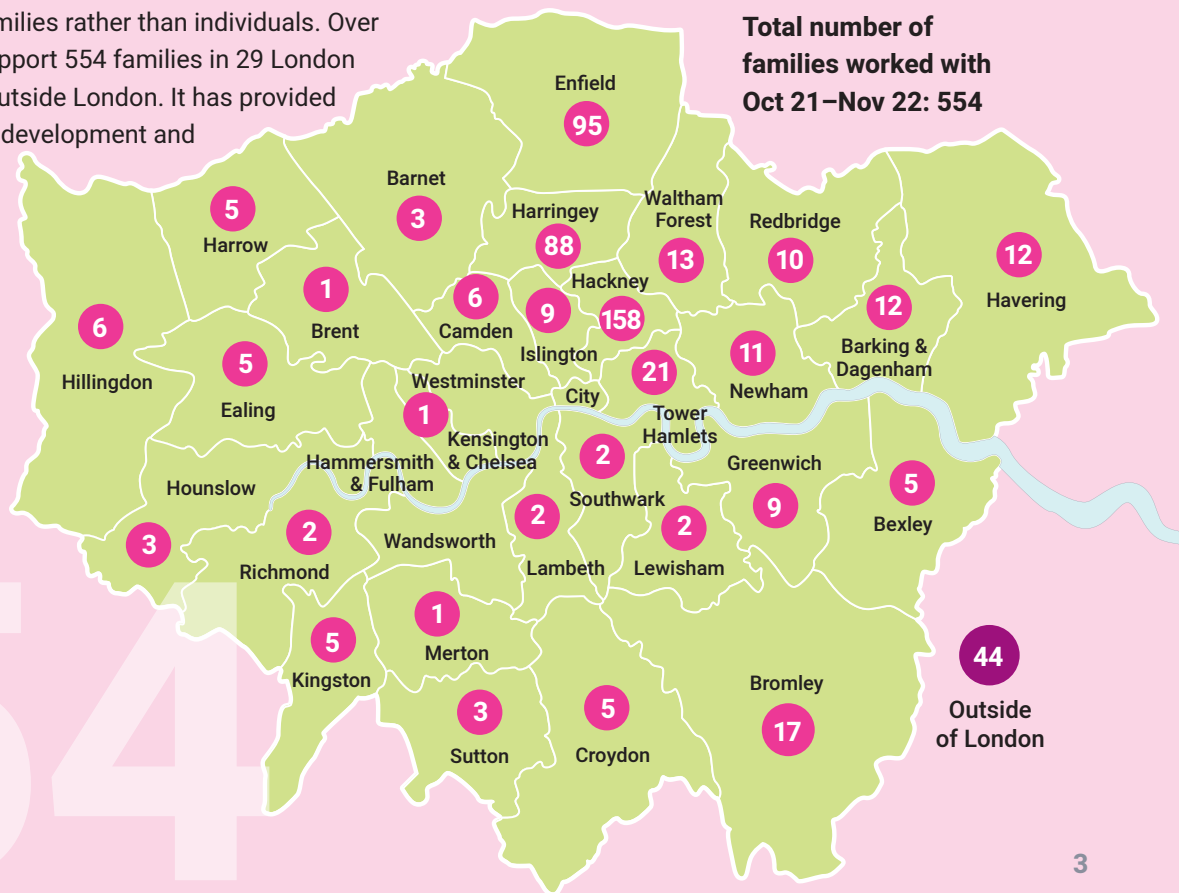 milies rather than individuals. Over
pport 554 families in 29 London
utside London. It has provided
development and
Total number of
families worked with
Oct 21–Nov 22: 554
Enfield
95
Barnet
3
Harrow
5
Harringey
88
Waltham
Forest
13
Redbridge
10
Havering
12
Hillingdon
6
Brent
1
Camden
6
Islington
9
Hackney
158
Barking &
Dagenham
12
Ealing
5
Westminster
1
City
Tower
Hamlets
21
Newham
11
Kensington
& Chelsea
Hammersmith
& Fulham
Hounslow
3
Richmond
2
Wandsworth
Lambeth
2
Southwark
2
Lewisham
2
Greenwich
9
Bexley
5
Kingston
5
Merton
1
Sutton
3
Croydon
5
Bromley
17
44
Outside
of London
54
3